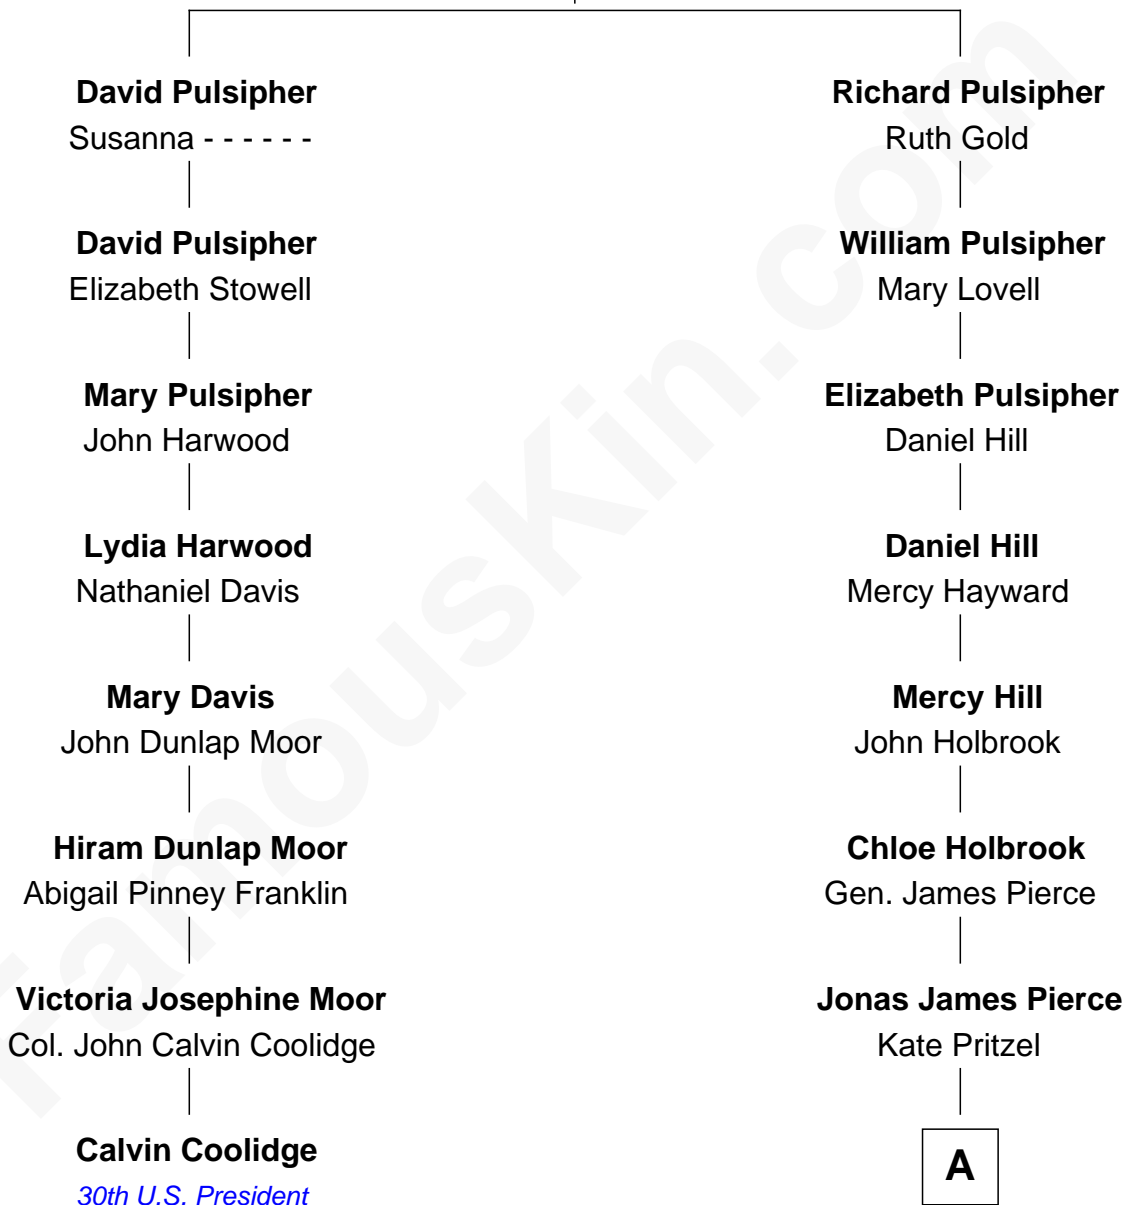 David Pulsipher
Susanna - - - - - -
Richard Pulsipher
Ruth Gold
David Pulsipher
Elizabeth Stowell
William Pulsipher
Mary Lovell
Mary Pulsipher
John Harwood
Elizabeth Pulsipher
Daniel Hill
Lydia Harwood
Nathaniel Davis
Daniel Hill
Mercy Hayward
Mary Davis
John Dunlap Moor
Mercy Hill
John Holbrook
Hiram Dunlap Moor
Abigail Pinney Franklin
Chloe Holbrook
Gen. James Pierce
Victoria Josephine Moor
Col. John Calvin Coolidge
Jonas James Pierce
Kate Pritzel
Calvin Coolidge
30th U.S. President
A
FamousKin.com